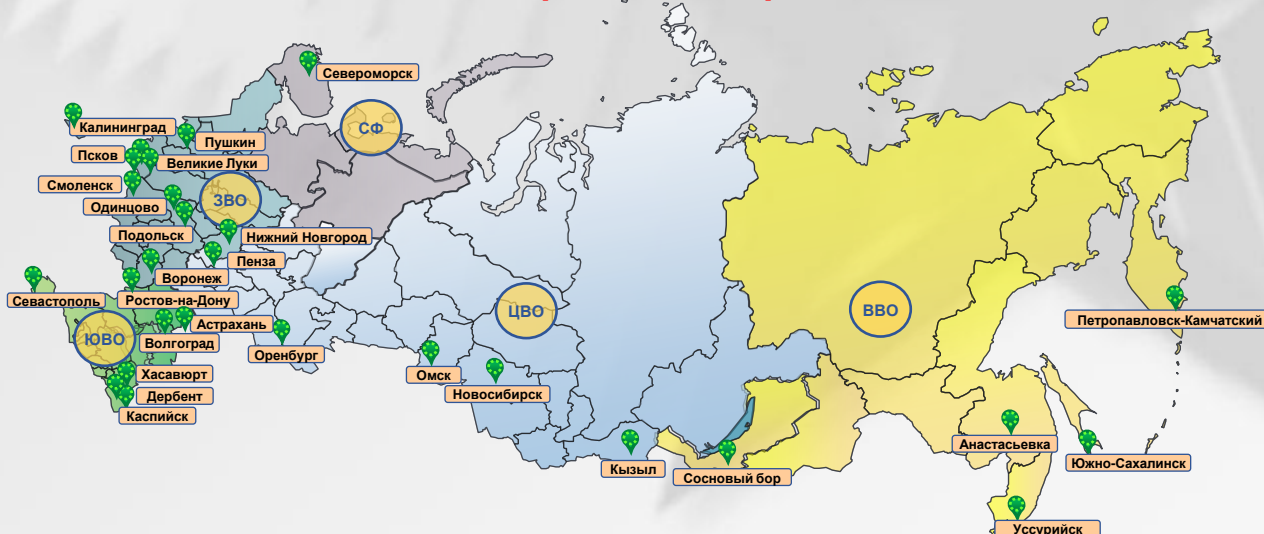 Североморск
СФ
Калининград
Пушкин
Псков
Великие Луки
Смоленск
ЗВО
Одинцово
Подольск
Нижний Новгород
Пенза
Воронеж
Севастополь
Ростов-на-Дону
Астрахань
Волгоград
ЮВО
Оренбург
ЦВО
ВВО
Петропавловск-Камчатский
Хасавюрт
Дербент
Каспийск
Омск
Новосибирск
Кызыл
Сосновый бор
Анастасьевка
Южно-Сахалинск
Уссурийск